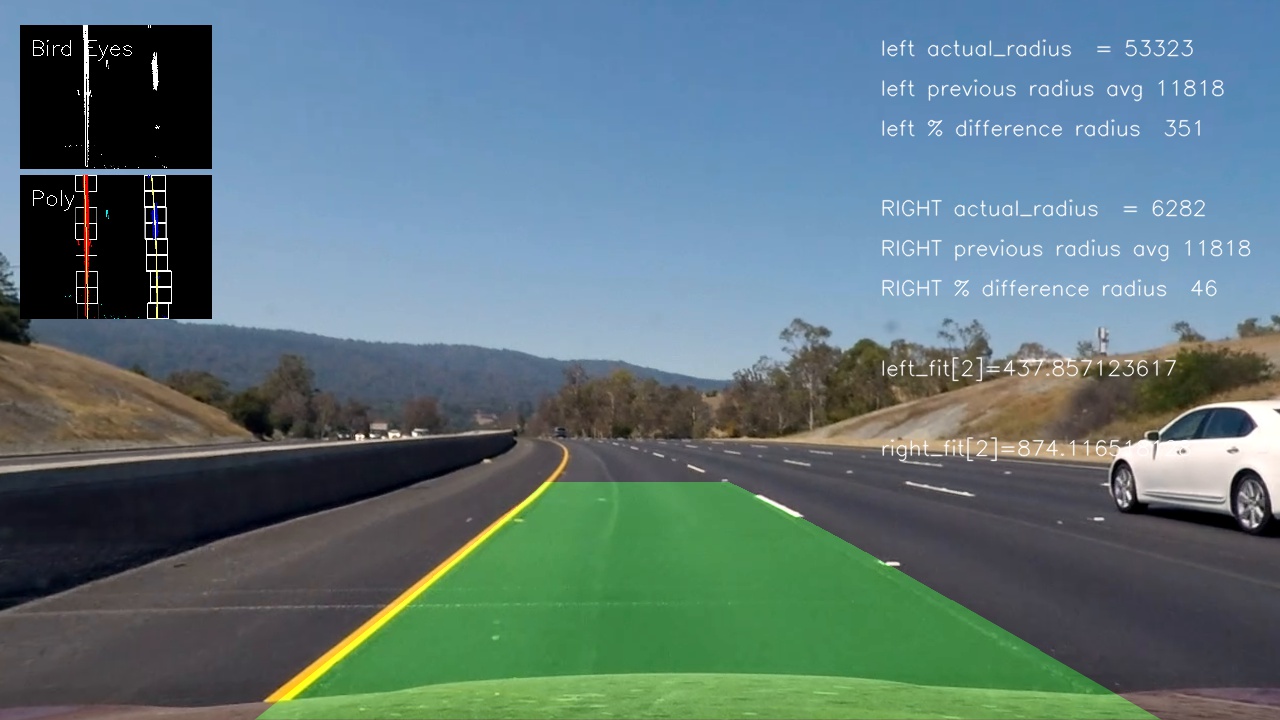 Bird Eyes
Poly
left actual_radius = 53323
left previous radius avg 11818
left % difference radius 351
RIGHT actual_radius = 6282
RIGHT previous radius avg 11818
RIGHT % difference radius 46
left_fit[2]=437.857123617